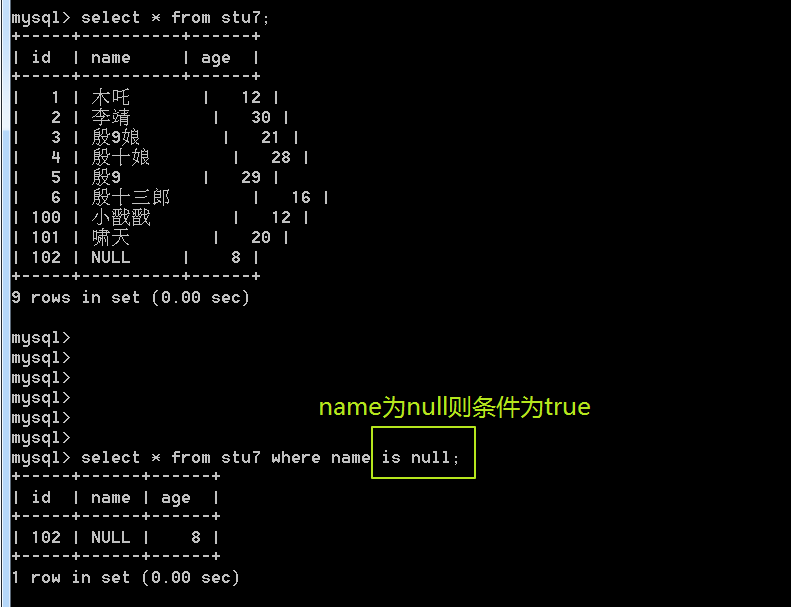 mysql> select * from stu7;
+-----+----------+------+
| id  | name     | age  |
+-----+----------+------+
|   1 | 木吒       |   12 |
|   2 | 李靖        |   30 |
|   3 | 殷9娘        |   21 |
|   4 | 殷十娘        |   28 |
|   5 | 殷9        |   29 |
|   6 | 殷十三郎        |   16 |
| 100 | 小戬戬        |   12 |
| 101 | 啸天        |   20 |
| 102 | NULL     |    8 |
+-----+----------+------+
9 rows in set (0.00 sec)
mysql>
mysql>
mysql>
mysql>
name为null则条件为true
mysql>
mysql>
mysql> select * from stu7 where name is null;
+-----+------+------+
| id  | name | age  |
+-----+------+------+
| 102 | NULL |    8 |
+-----+------+------+
1 row in set (0.00 sec)